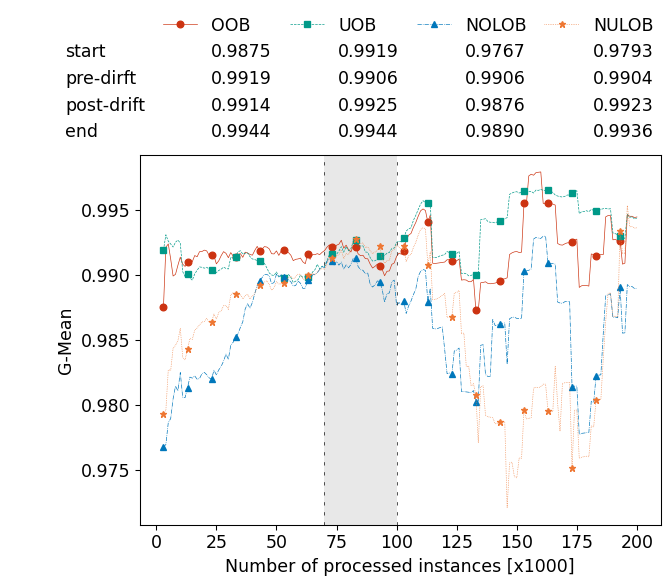 OOB UOB NOLOB NULOB
start 0.9875 0.9919 0.9767 0.9793
pre-dirft 0.9919 0.9906 0.9906 0.9904
post-drift 0.9914 0.9925 0.9876 0.9923
end 0.9944 0.9944 0.9890 0.9936
G-Mean
0.995
0.990
0.985
0.980
0.975
0 25 50 75 100 125 150 175 200
Number of processed instances [x1000]